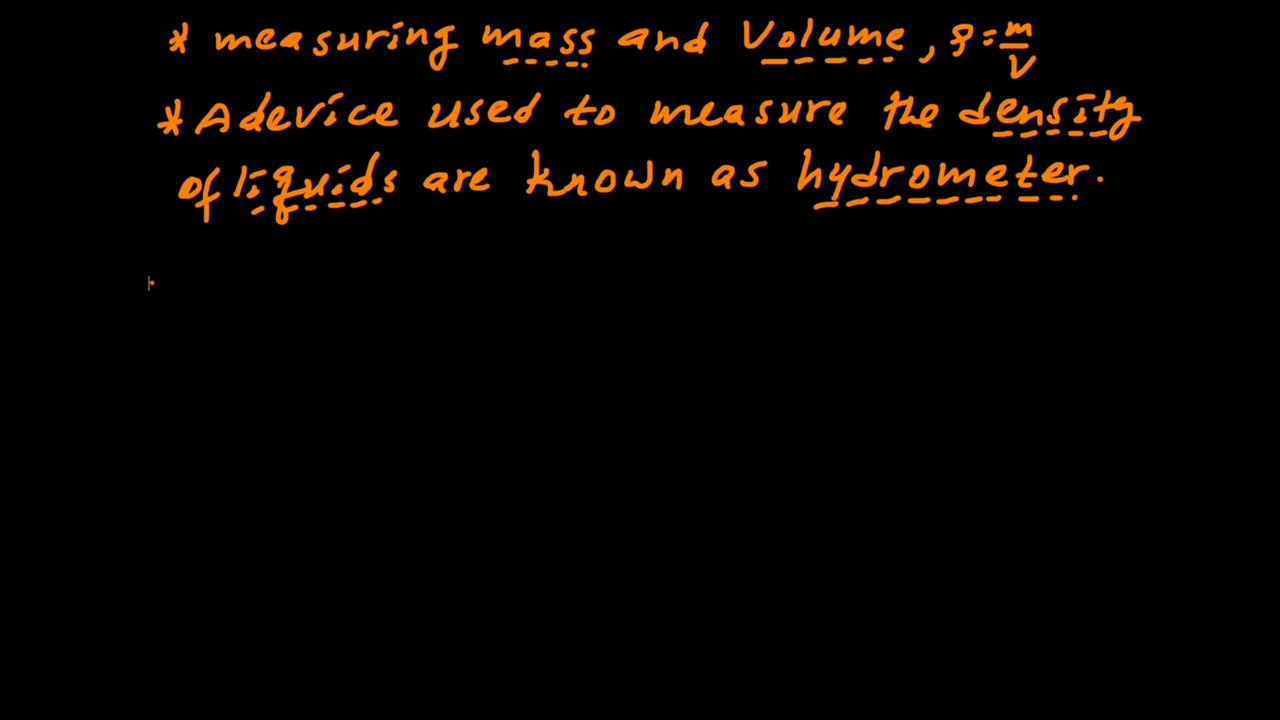 * measuring mass and Volume, ρ = m/V
* A device used to measure the density
of liquids are known as hydrometer.